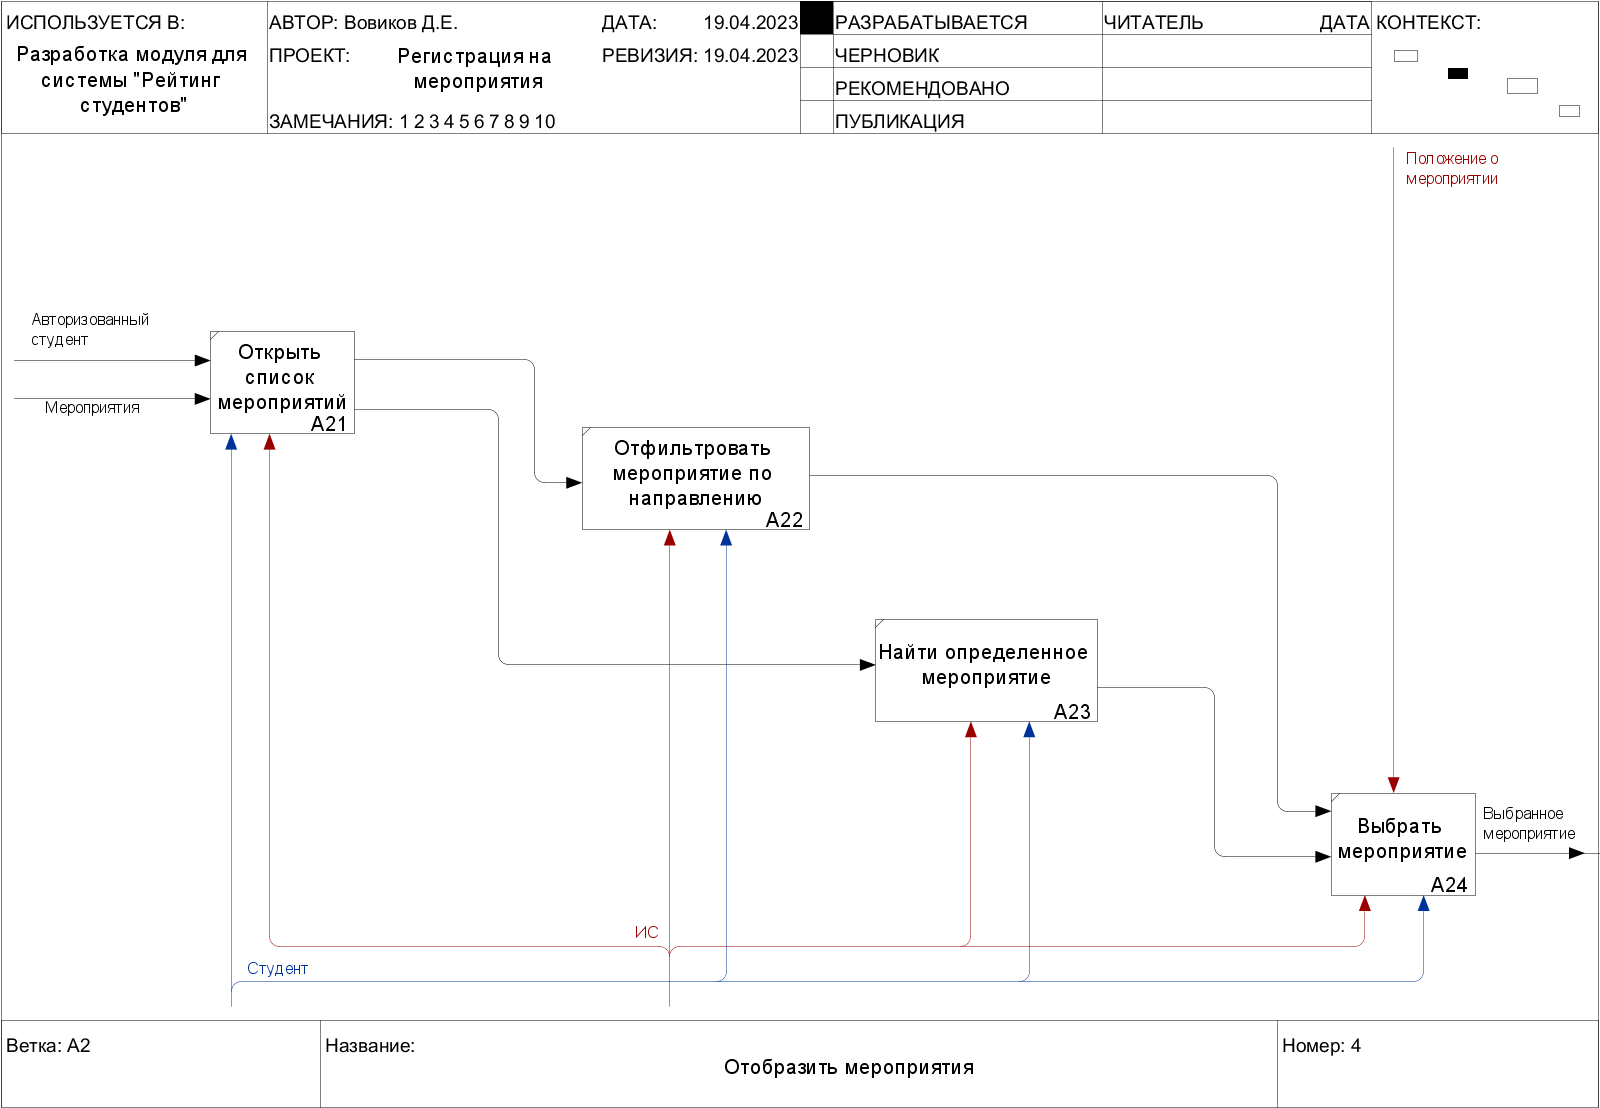 ИСПОЛЬЗУЕТСЯ В:
Разработка модуля для
системы "Рейтинг
студентов"
АВТОР: Вовиков Д.Е.
ДАТА: 19.04.2023
ПРОЕКТ: Регистрация на
мероприятия
РЕВИЗИЯ: 19.04.2023
ЗАМЕЧАНИЯ: 1 2 3 4 5 6 7 8 9 10
РАЗРАБАТЫВАЕТСЯ
ЧЕРНОВИК
РЕКОМЕНДОВАНО
ПУБЛИКАЦИЯ
ЧИТАТЕЛЬ ДАТА
КОНТЕКСТ:
Положение о
мероприятии
Авторизованный
студент
Мероприятия
Открыть
список
мероприятий
A21
Отфильтровать
мероприятие по
направлению
A22
Найти определенное
мероприятие
A23
Выбрать
мероприятие
A24
Выбранное
мероприятие
ИС
Студент
Ветка: A2
Название:
Отобразить мероприятия
Номер: 4